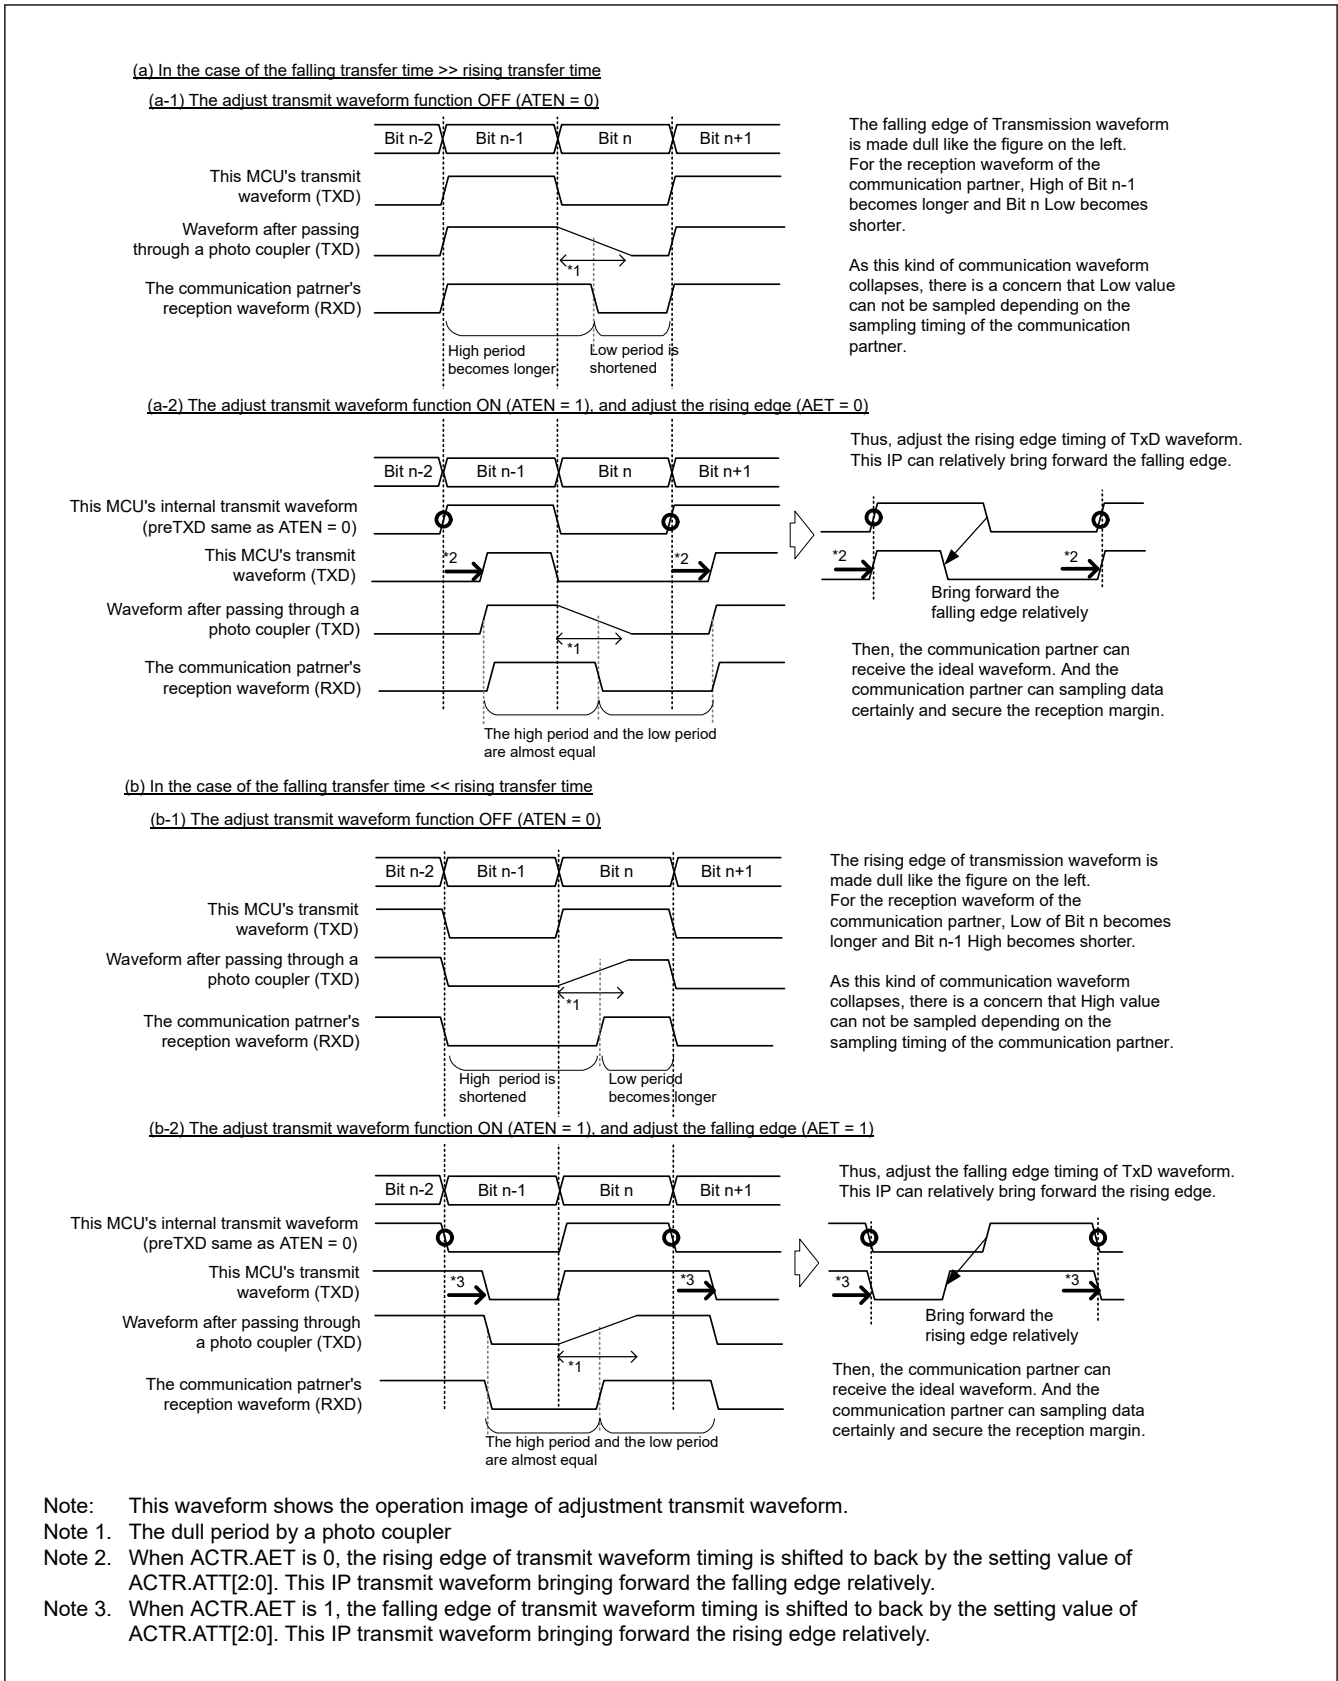 (a) In the case of the falling transfer time >> rising transfer time
(a-1) The adjust transmit waveform function OFF (ATEN = 0)
Bit n-2 Bit n-1 Bit n Bit n+1
This MCU's transmit
waveform (TXD)
Waveform after passing
through a photo coupler (TXD)
*1
The communication patrner's
reception waveform (RXD)
High period
becomes longer
Low period is
shortened
The falling edge of Transmission waveform
is made dull like the figure on the left.
For the reception waveform of the
communication partner, High of Bit n-1
becomes longer and Bit n Low becomes
shorter.
As this kind of communication waveform
collapses, there is a concern that Low value
can not be sampled depending on the
sampling timing of the communication
partner.
(a-2) The adjust transmit waveform function ON (ATEN = 1), and adjust the rising edge (AET = 0)
Bit n-2 Bit n-1 Bit n Bit n+1
This MCU's internal transmit waveform
(preTXD same as ATEN = 0)
This MCU's transmit
waveform (TXD)
*2 *2
Waveform after passing through a
photo coupler (TXD)
*1
The communication patrner's
reception waveform (RXD)
The high period and the low period
are almost equal
Thus, adjust the rising edge timing of TxD waveform.
This IP can relatively bring forward the falling edge.
*2 *2
Bring forward the
falling edge relatively
Then, the communication partner can
receive the ideal waveform. And the
communication partner can sampling data
certainly and secure the reception margin.
(b) In the case of the falling transfer time << rising transfer time
(b-1) The adjust transmit waveform function OFF (ATEN = 0)
Bit n-2 Bit n-1 Bit n Bit n+1
This MCU's transmit
waveform (TXD)
Waveform after passing through a
photo coupler (TXD)
*1
The communication patrner's
reception waveform (RXD)
High period is
shortened
Low period
becomes longer
The rising edge of transmission waveform is
made dull like the figure on the left.
For the reception waveform of the
communication partner, Low of Bit n becomes
longer and Bit n-1 High becomes shorter.
As this kind of communication waveform
collapses, there is a concern that High value
can not be sampled depending on the
sampling timing of the communication partner.
(b-2) The adjust transmit waveform function ON (ATEN = 1), and adjust the falling edge (AET = 1)
Bit n-2 Bit n-1 Bit n Bit n+1
This MCU's internal transmit waveform
(preTXD same as ATEN = 0)
This MCU's transmit
waveform (TXD)
*3 *3
Waveform after passing through
a photo coupler (TXD)
*1
The communication patrner's
reception waveform (RXD)
The high period and the low period
are almost equal
Thus, adjust the falling edge timing of TxD waveform.
This IP can relatively bring forward the rising edge.
*3 *3
Bring forward the
rising edge relatively
Then, the communication partner can
receive the ideal waveform. And the
communication partner can sampling data
certainly and secure the reception margin.
Note: This waveform shows the operation image of adjustment transmit waveform.
Note 1. The dull period by a photo coupler
Note 2. When ACTR.AET is 0, the rising edge of transmit waveform timing is shifted to back by the setting value of
ACTR.ATT[2:0]. This IP transmit waveform bringing forward the falling edge relatively.
Note 3. When ACTR.AET is 1, the falling edge of transmit waveform timing is shifted to back by the setting value of
ACTR.ATT[2:0]. This IP transmit waveform bringing forward the rising edge relatively.